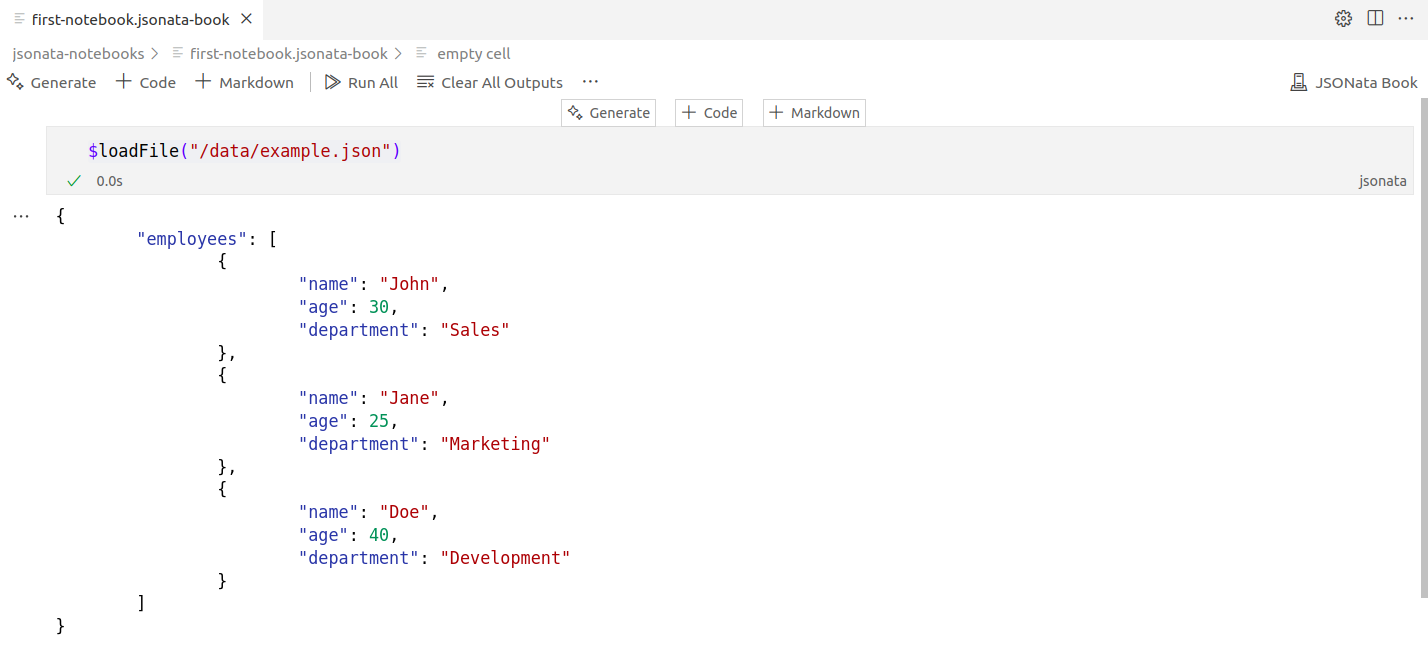 first-notebook.jsonata-book
jsonata-notebooks > first-notebook.jsonata-book > empty cell
Generate + Code + Markdown Run All Clear All Outputs ··· JSONata Book
Generate + Code + Markdown
$loadFile("/data/example.json")
0.0s jsonata
{
"employees": [
{
"name": "John",
"age": 30,
"department": "Sales"
},
{
"name": "Jane",
"age": 25,
"department": "Marketing"
},
{
"name": "Doe",
"age": 40,
"department": "Development"
}
]
}